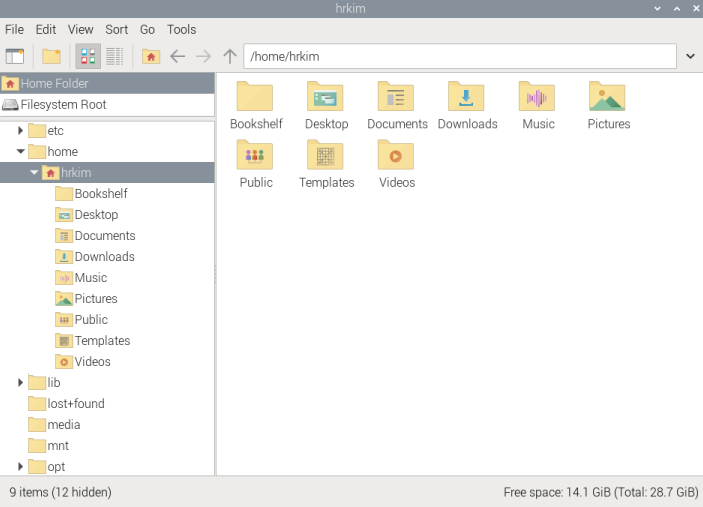 hrkim
File Edit View Sort Go Tools
/home/hrkim
Home Folder
Filesystem Root
etc
home
hrkim
Bookshelf
Desktop
Documents
Downloads
Music
Pictures
Public
Templates
Videos
lib
lost+found
media
mnt
opt
Bookshelf Desktop Documents Downloads Music Pictures
Public Templates Videos
9 items (12 hidden)
Free space: 14.1 GiB (Total: 28.7 GiB)